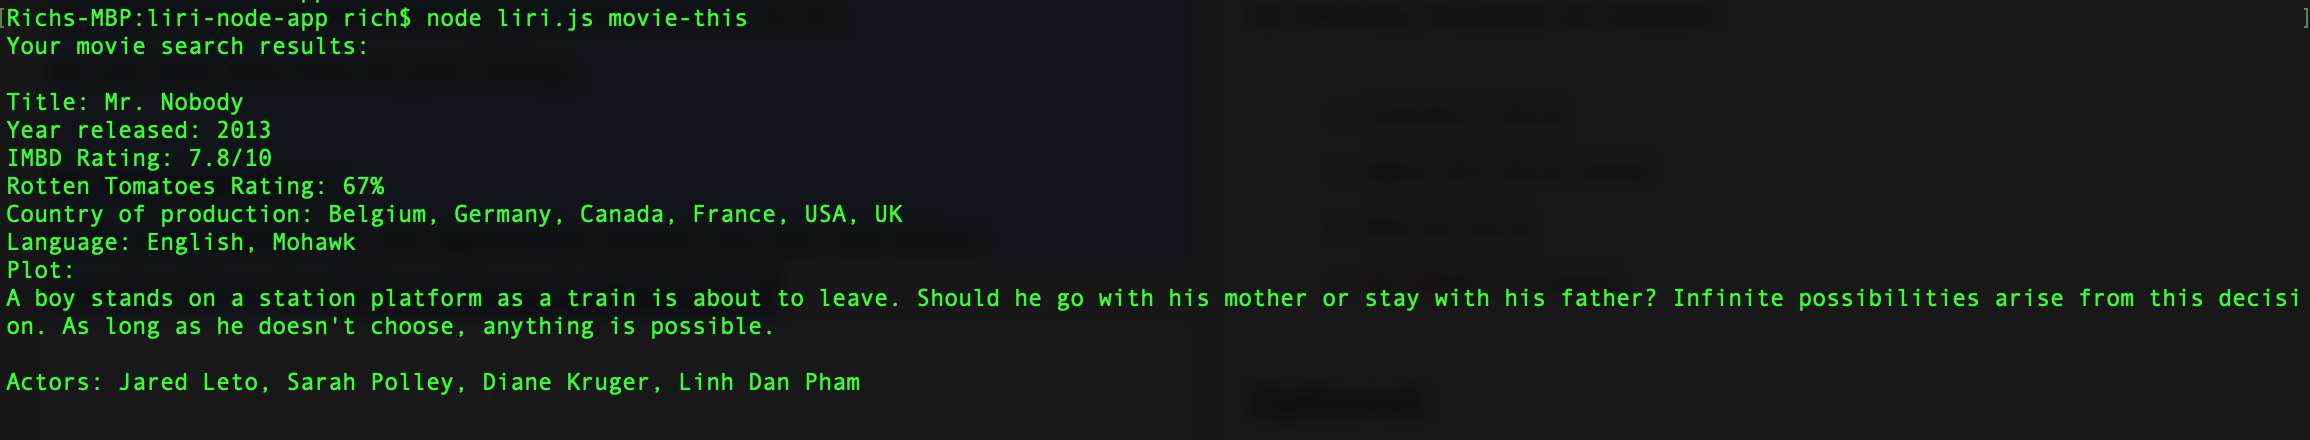 [Richs-MBP:liri-node-app rich$ node liri.js movie-this ]
Your movie search results:
Title: Mr. Nobody
Year released: 2013
IMBD Rating: 7.8/10
Rotten Tomatoes Rating: 67%
Country of production: Belgium, Germany, Canada, France, USA, UK
Language: English, Mohawk
Plot:
A boy stands on a station platform as a train is about to leave. Should he go with his mother or stay with his father? Infinite possibilities arise from this decisi
on. As long as he doesn't choose, anything is possible.
Actors: Jared Leto, Sarah Polley, Diane Kruger, Linh Dan Pham